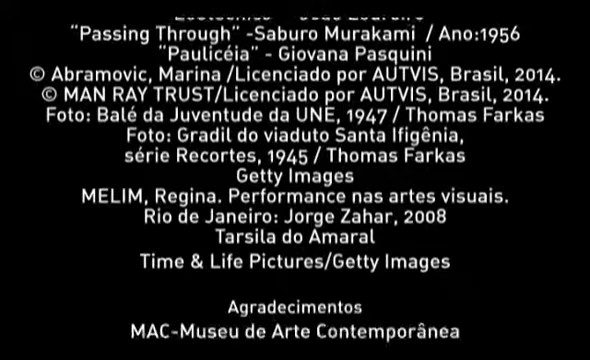 "Passing Through" -Saburo Murakami / Ano:1956
"Paulicéia" - Giovana Pasquini
© Abramovic, Marina /Licenciado por AUTVIS, Brasil, 2014.
© MAN RAY TRUST/Licenciado por AUTVIS, Brasil, 2014.
Foto: Balé da Juventude da UNE, 1947 / Thomas Farkas
Foto: Gradil do viaduto Santa Ifigênia,
série Recortes, 1945 / Thomas Farkas
Getty Images
MELIM, Regina. Performance nas artes visuais.
Rio de Janeiro: Jorge Zahar, 2008
Tarsila do Amaral
Time & Life Pictures/Getty Images
Agradecimentos
MAC-Museu de Arte Contemporânea